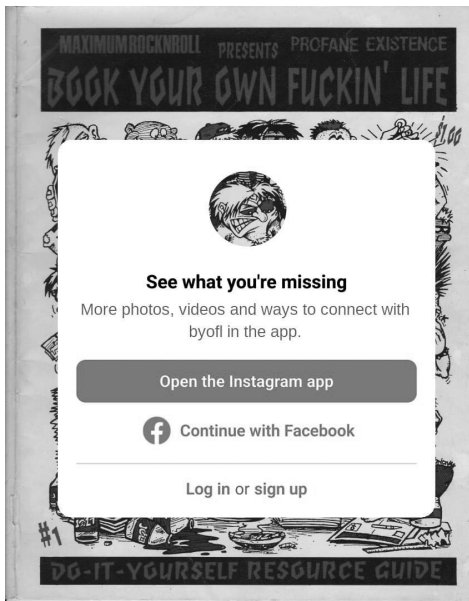 MAXIMUMROCKNROLL PRESENTS PROFANE EXISTENCE
BOOK YOUR OWN FUCKIN' LIFE
$1.00
See what you're missing
More photos, videos and ways to connect with
byofl in the app.
Open the Instagram app
Continue with Facebook
Log in or sign up
#1
DO-IT-YOURSELF RESOURCE GUIDE